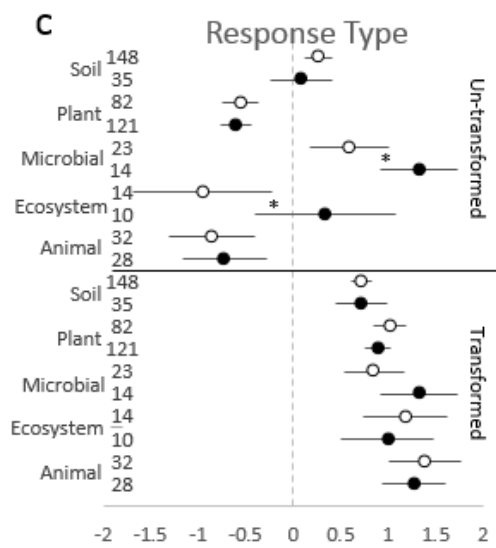 C
Response Type
Soil 148
35
Plant 82
121
Microbial 23
*
14
Ecosystem 14
*
10
Animal 32
28
Un-transformed
Soil 148
35
Plant 82
121
Microbial 23
14
Ecosystem 14
10
Animal 32
28
Transformed
-2 -1.5 -1 -0.5 0 0.5 1 1.5 2